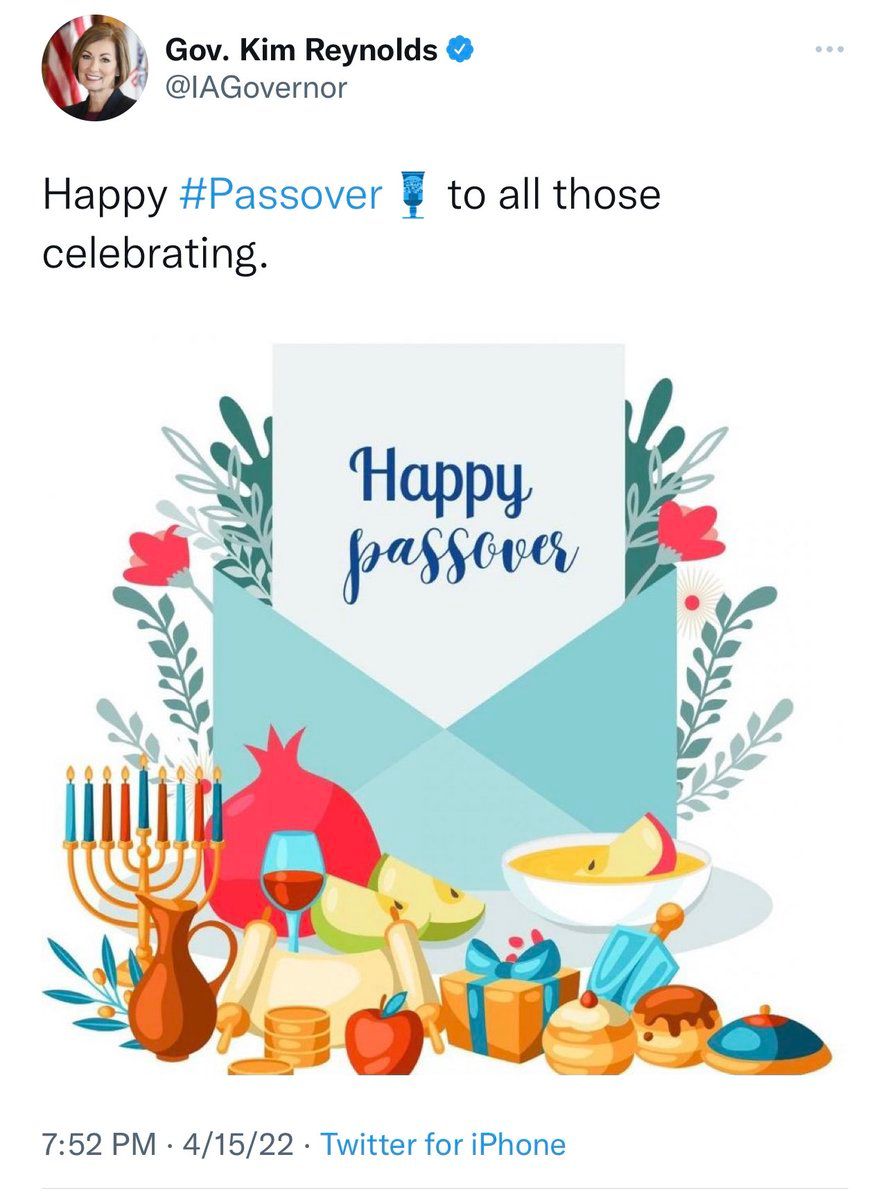 Gov. Kim Reynolds
@IAGovernor
Happy #Passover to all those
celebrating.
Happy
passover
7:52 PM · 4/15/22 · Twitter for iPhone